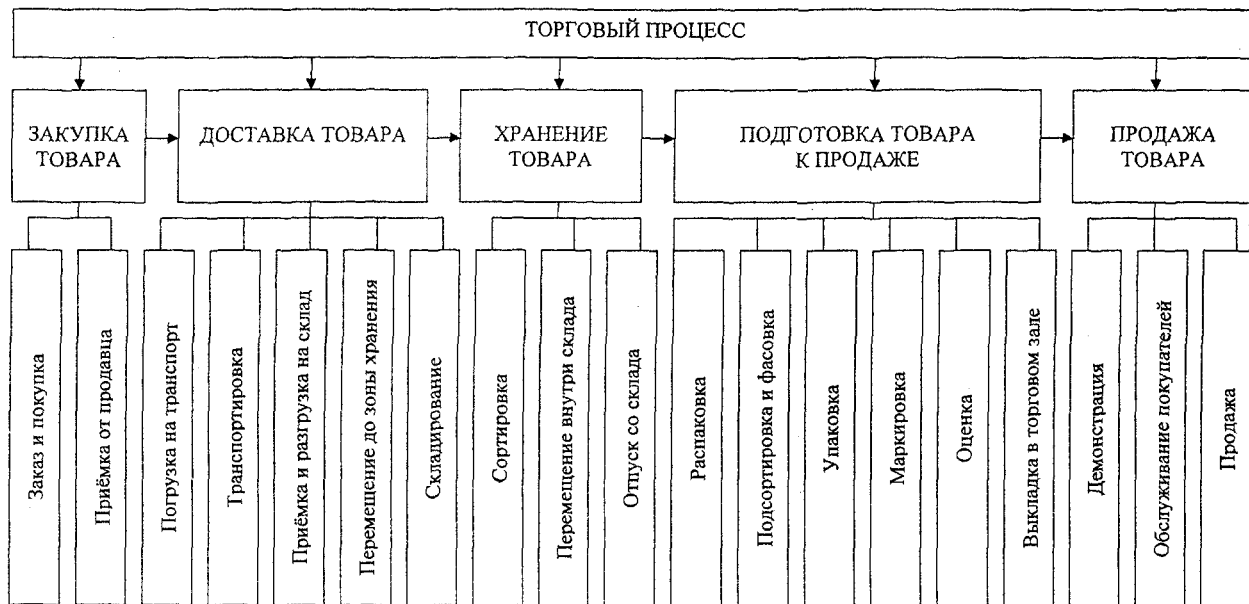 ТОРГОВЫЙ ПРОЦЕСС
ЗАКУПКА
ТОВАРА
ДОСТАВКА ТОВАРА
ХРАНЕНИЕ
ТОВАРА
ПОДГОТОВКА ТОВАРА
К ПРОДАЖЕ
ПРОДАЖА
ТОВАРА
Заказ и покупка
Приёмка от продавца
Погрузка на транспорт
Транспортировка
Приёмка и разгрузка на склад
Перемещение до зоны хранения
Складирование
Сортировка
Перемещение внутри склада
Отпуск со склада
Распаковка
Подсортировка и фасовка
Упаковка
Маркировка
Оценка
Выкладка в торговом зале
Демонстрация
Обслуживание покупателей
Продажа